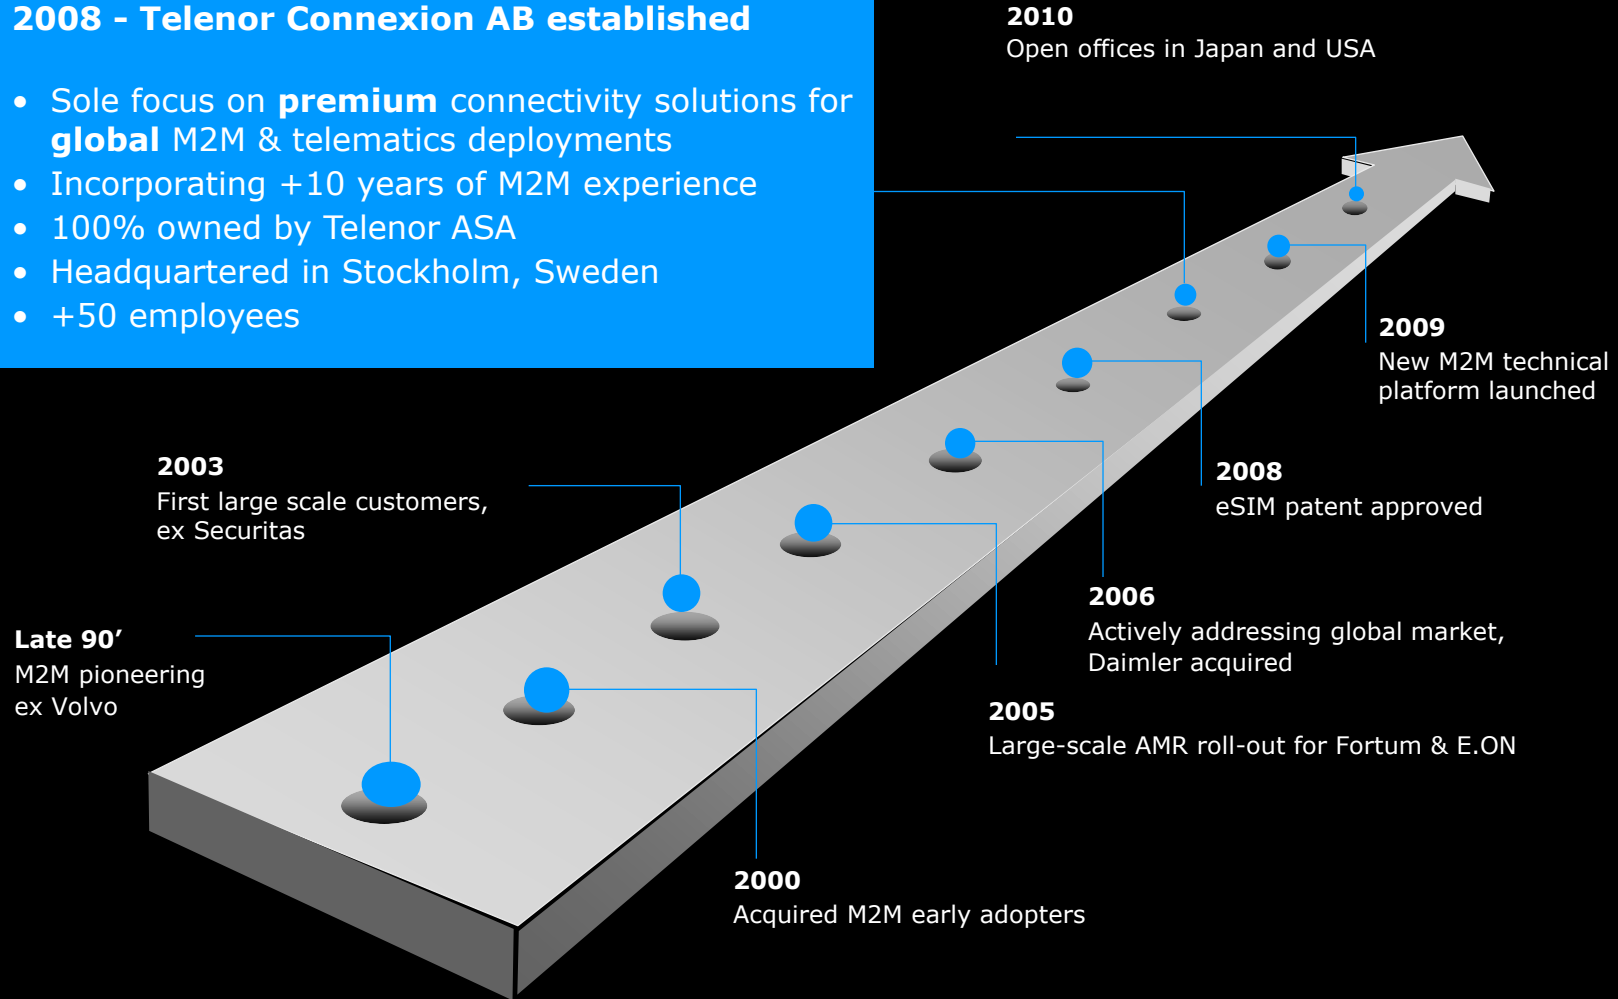 2008 – Telenor Connexion AB established
• Sole focus on premium connectivity solutions for
global M2M & telematics deployments
• Incorporating +10 years of M2M experience
• 100% owned by Telenor ASA
• Headquartered in Stockholm, Sweden
• +50 employees
2010
Open offices in Japan and USA
2009
New M2M technical
platform launched
2003
First large scale customers,
ex Securitas
2008
eSIM patent approved
2006
Actively addressing global market,
Daimler acquired
Late 90’
M2M pioneering
ex Volvo
2005
Large-scale AMR roll-out for Fortum & E.ON
2000
Acquired M2M early adopters